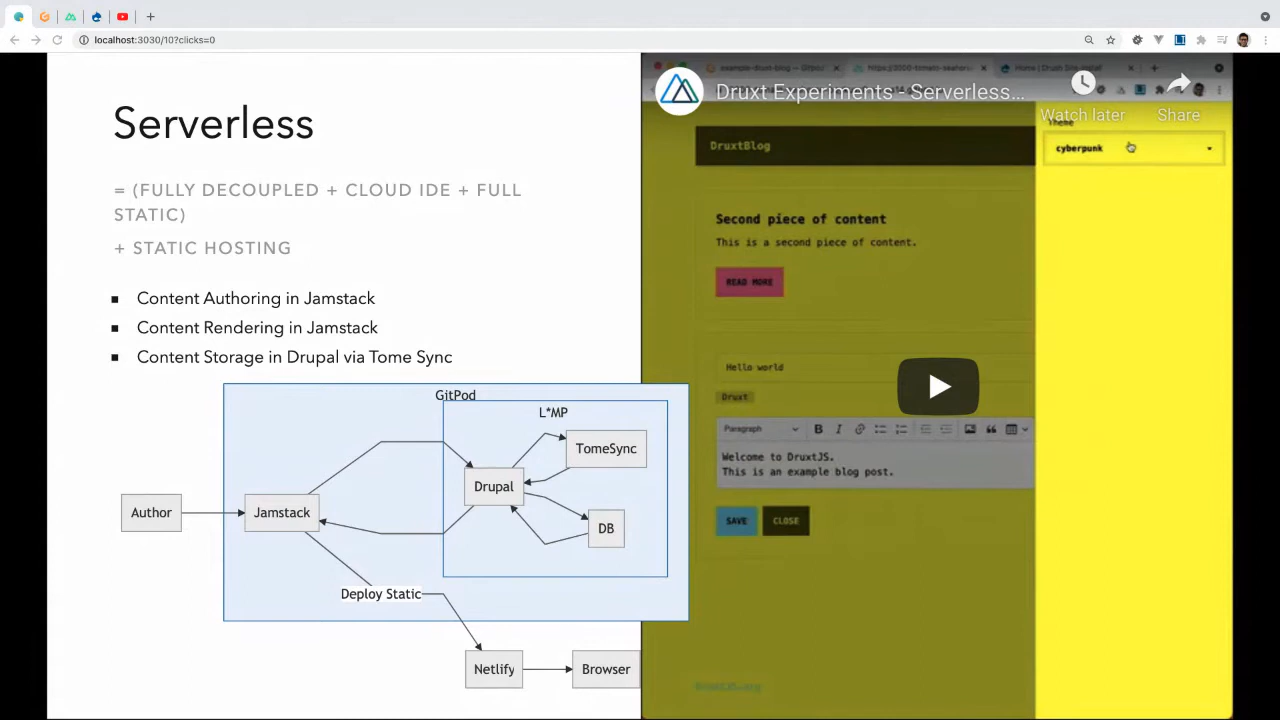 localhost:3030/10?clicks=0
Serverless
= (FULLY DECOUPLED + CLOUD IDE + FULL
STATIC)
+ STATIC HOSTING
▪ Content Authoring in Jamstack
▪ Content Rendering in Jamstack
▪ Content Storage in Drupal via Tome Sync
GitPod
L*MP
TomeSync
Drupal
Author
Jamstack
DB
Deploy Static
Netlify
Browser
Druxt Experiments - Serverless…
Watch later
Share
Theme
cyberpunk
DruxtBlog
Second piece of content
This is a second piece of content.
READ MORE
Hello world
Druxt
Paragraph
B I
Welcome to DruxtJS.
This is an example blog post.
SAVE
CLOSE
DruxtJS.org